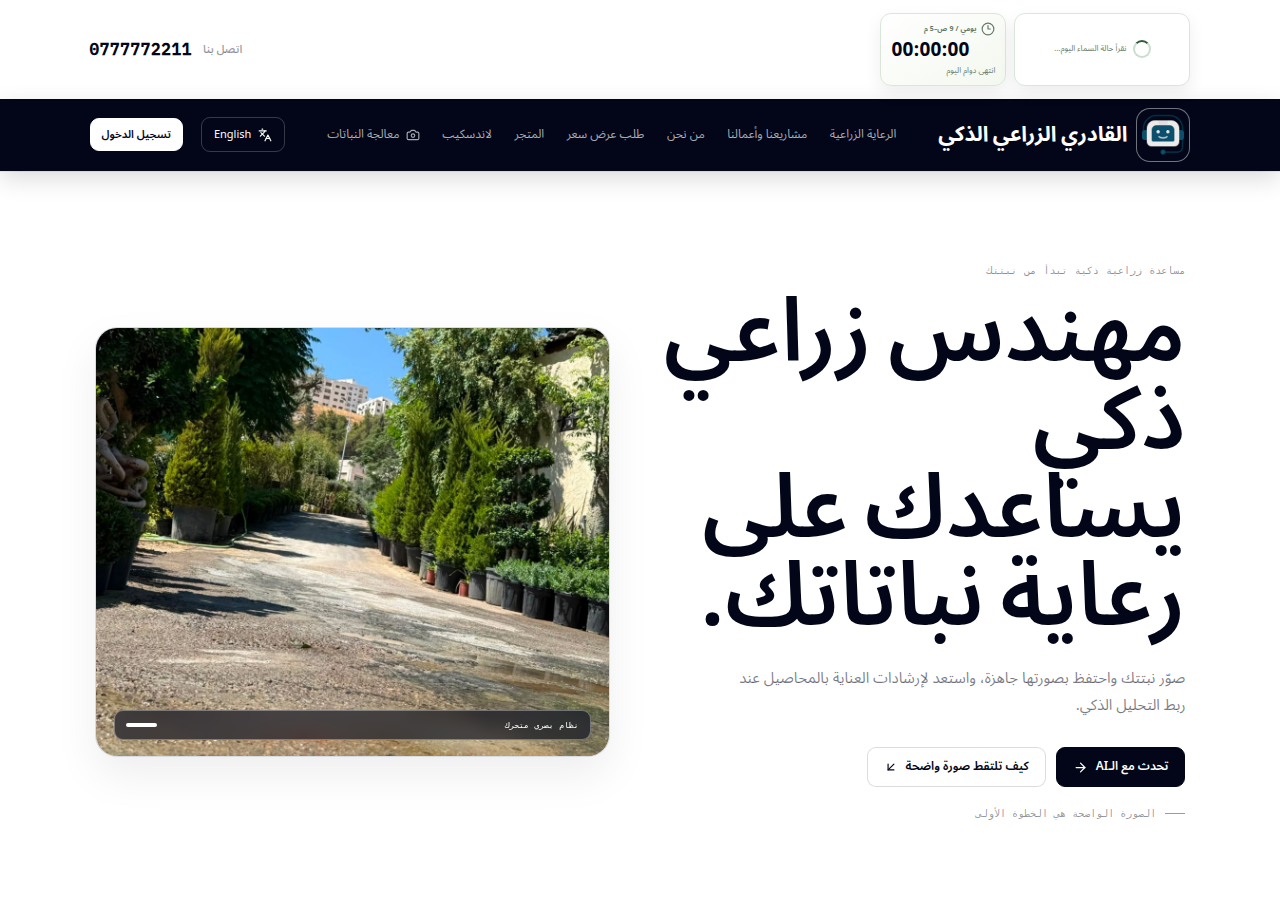 نقرأ حالة السماء اليوم...
يومي / 9 ص–5 م
00:00:00
انتهى دوام اليوم
اتصل بنا 0777772211
القادري الزراعي الذكي
الرعاية الزراعية
مشاريعنا وأعمالنا
من نحن
طلب عرض سعر
المتجر
لاندسكيب
معالجة النباتات
English
تسجيل الدخول
مساعدة زراعية ذكية تبدأ من نبتتك
مهندس زراعي
ذكي
يساعدك على
رعاية نباتاتك.
صوّر نبتتك واحتفظ بصورتها جاهزة، واستعد لإرشادات العناية بالمحاصيل عند
ربط التحليل الذكي.
تحدث مع الـAI
كيف تلتقط صورة واضحة
الصورة الواضحة هي الخطوة الأولى
نظام بصري متحرك